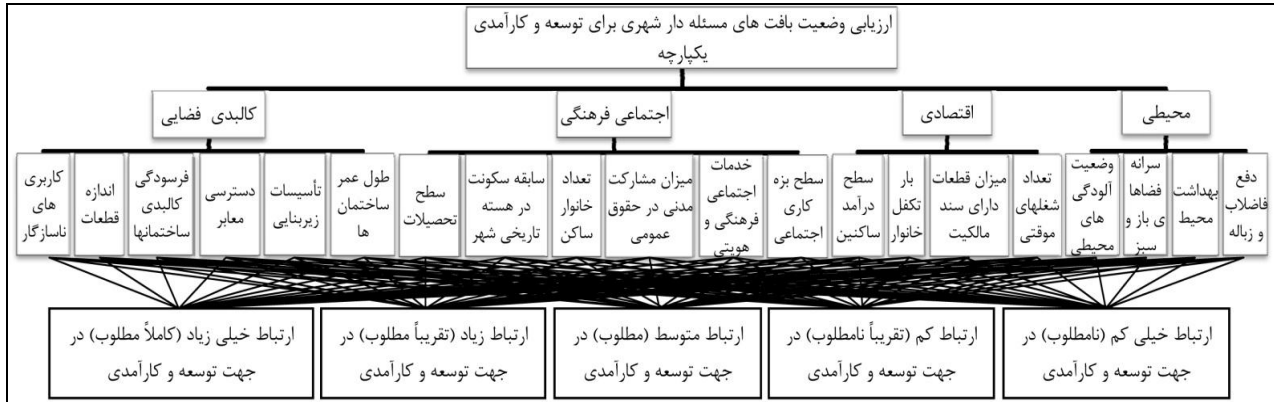 ارزیابی وضعیت بافت های مسئله دار شهری برای توسعه و کارآمدی
یکپارچه
محیطی
اقتصادی
اجتماعی فرهنگی
کالبدی فضایی
دفع
فاضلاب
و زباله
بهداشت
محیط
سرانه
فضاها
ی باز و
سبز
وضعیت
آلودگی
های
محیطی
تعداد
شغلهای
موقتی
میزان قطعات
دارای سند
مالکیت
بار
تکفل
خانوار
سطح
درآمد
ساکنین
سطح بزه
کاری
اجتماعی
خدمات
اجتماعی
فرهنگی و
هویتی
میزان مشارکت
مدنی در حقوق
عمومی
تعداد
خانوار
ساکن
سابقه سکونت
در هسته
تاریخی شهر
سطح
تحصیلات
طول عمر
ساختمان
ها
تأسیسات
زیربنایی
دسترسی
معابر
فرسودگی
کالبدی
ساختمانها
اندازه
قطعات
کاربری
های
ناسازگار
ارتباط خیلی کم (نامطلوب) در
جهت توسعه و کارآمدی
ارتباط کم (تقریباً نامطلوب) در
جهت توسعه و کارآمدی
ارتباط متوسط (مطلوب) در
جهت توسعه و کارآمدی
ارتباط زیاد (تقریباً مطلوب) در
جهت توسعه و کارآمدی
ارتباط خیلی زیاد (کاملاً مطلوب) در
جهت توسعه و کارآمدی